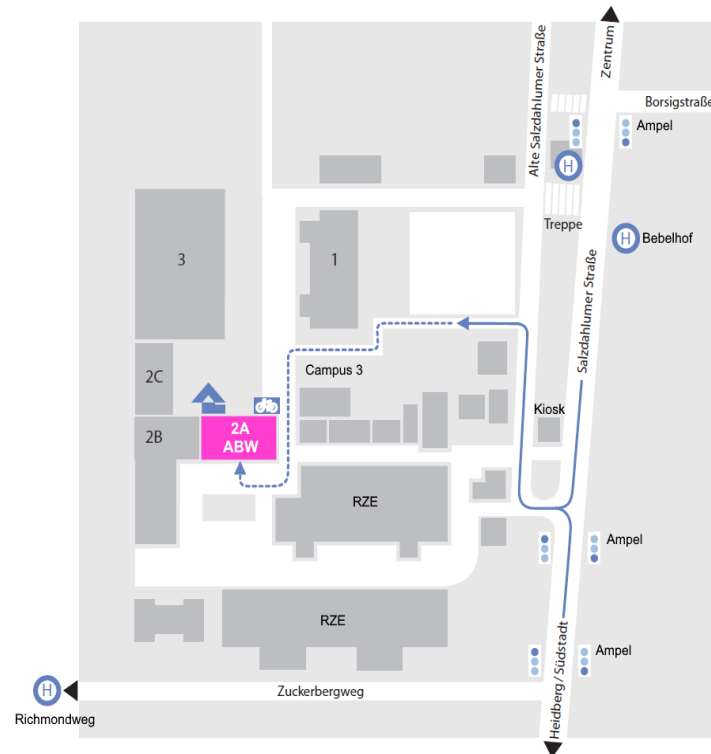 Zentrum
Alte Salzdahlumer Straße
Borsigstraße
Ampel
H
Treppe
H Bebelhof
Salzdahlumer Straße
3
1
Campus 3
2C
Kiosk
2B
2A
ABW
RZE
Ampel
RZE
Heidberg / Südstadt
Ampel
H
Zuckerbergweg
Richmondweg